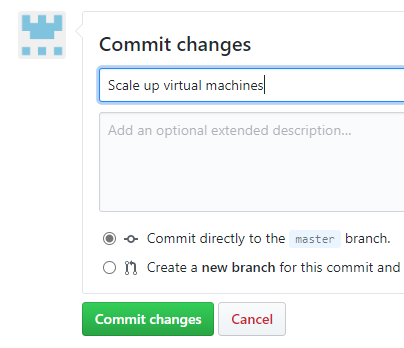 Commit changes
Scale up virtual machines
Add an optional extended description...
Commit directly to the master branch.
Create a new branch for this commit and
Commit changes
Cancel